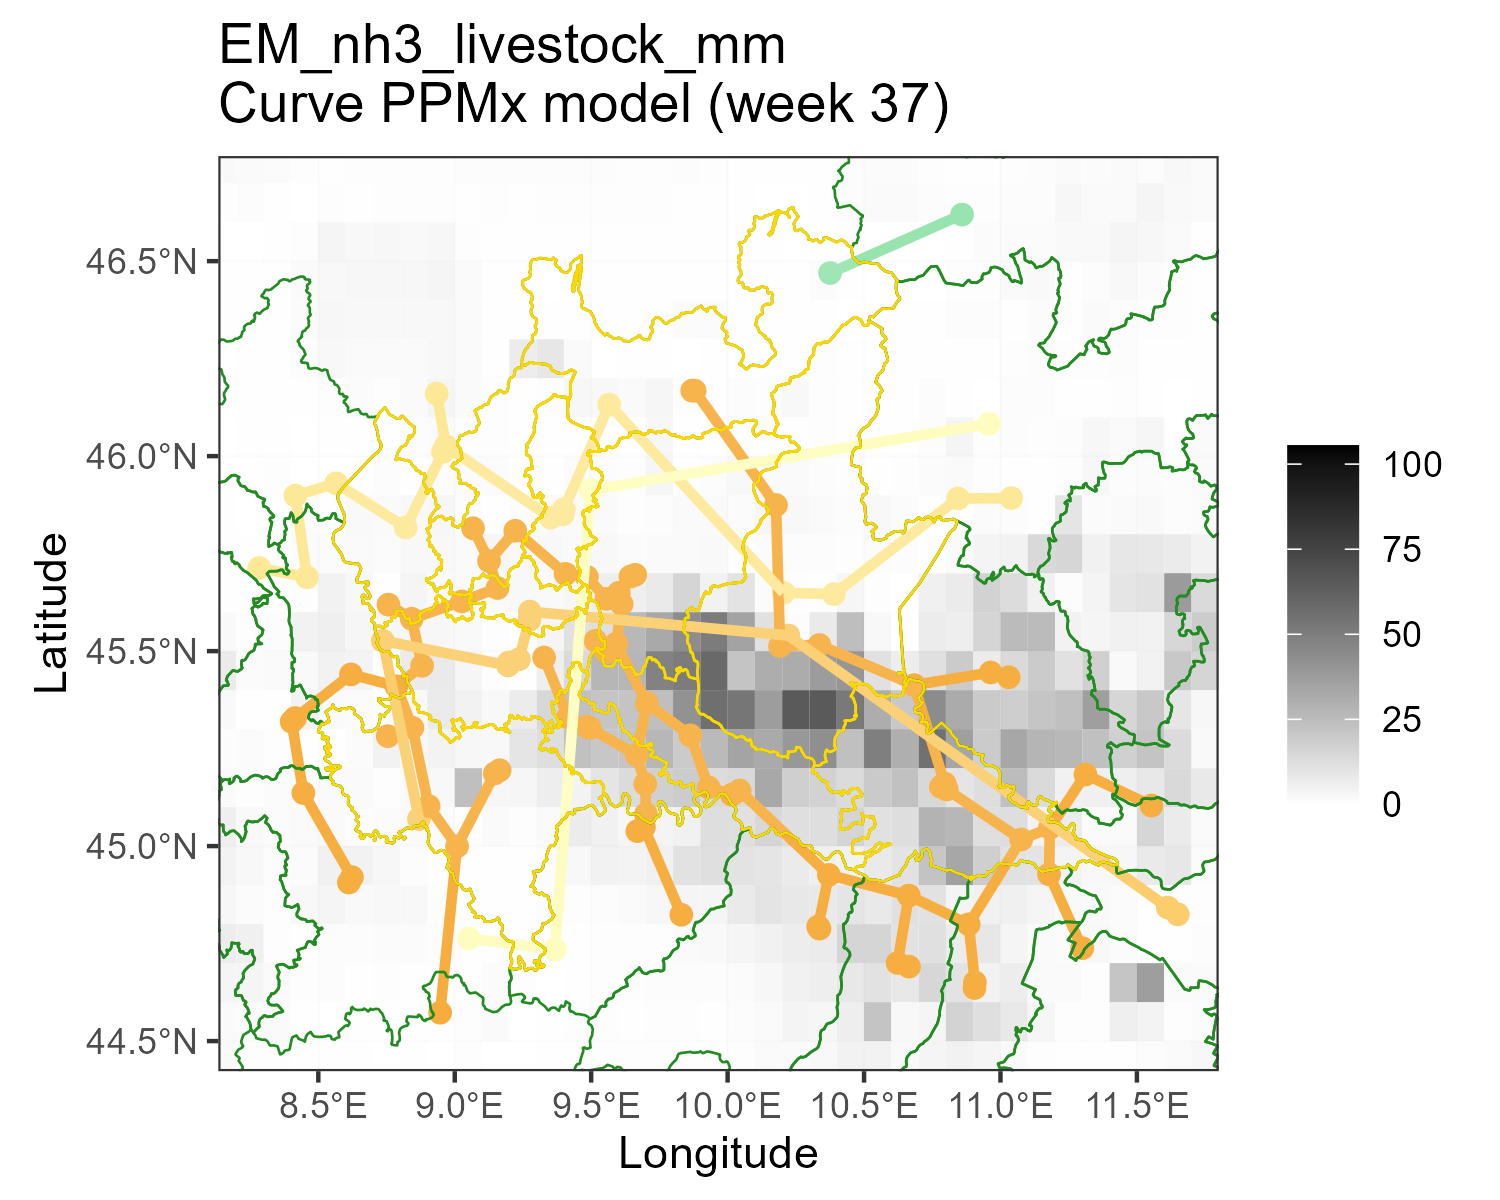 EM_nh3_livestock_mm
Curve PPMx model (week 37)
46.5°N
46.0°N
45.5°N
45.0°N
44.5°N
Latitude
8.5°E 9.0°E 9.5°E 10.0°E 10.5°E 11.0°E 11.5°E
Longitude
100
75
50
25
0